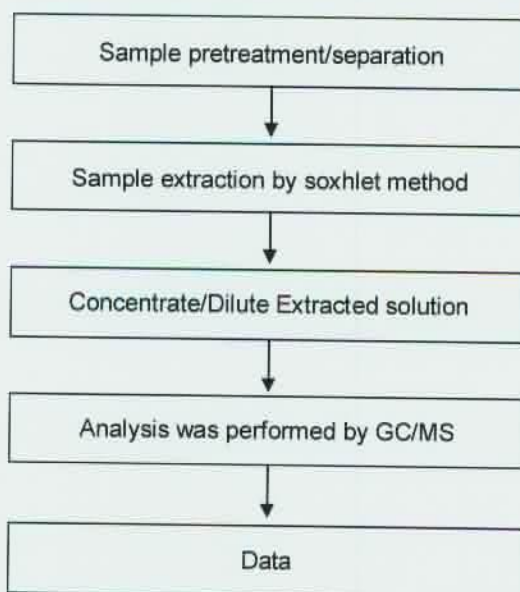 Sample pretreatment/separation
Sample extraction by soxhlet method
Concentrate/Dilute Extracted solution
Analysis was performed by GC/MS
Data